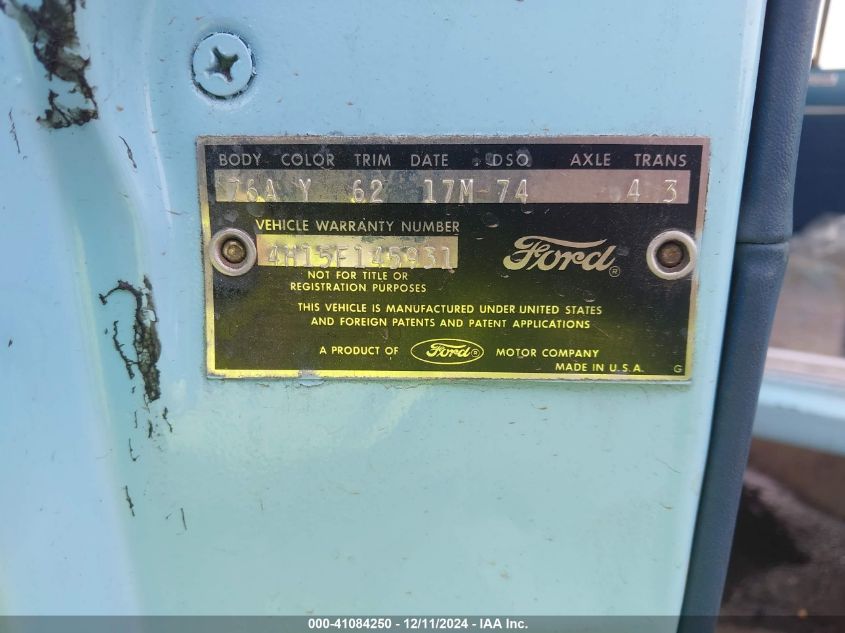 BODY COLOR TRIM DATE DSO AXLE TRANS
76A Y 62 17M 74 4 3
VEHICLE WARRANTY NUMBER
4H15F145931
Ford®
NOT FOR TITLE OR
REGISTRATION PURPOSES
THIS VEHICLE IS MANUFACTURED UNDER UNITED STATES
AND FOREIGN PATENTS AND PATENT APPLICATIONS
A PRODUCT OF Ford® MOTOR COMPANY
MADE IN U.S.A. G
000-41084250 - 12/11/2024 - IAA Inc.